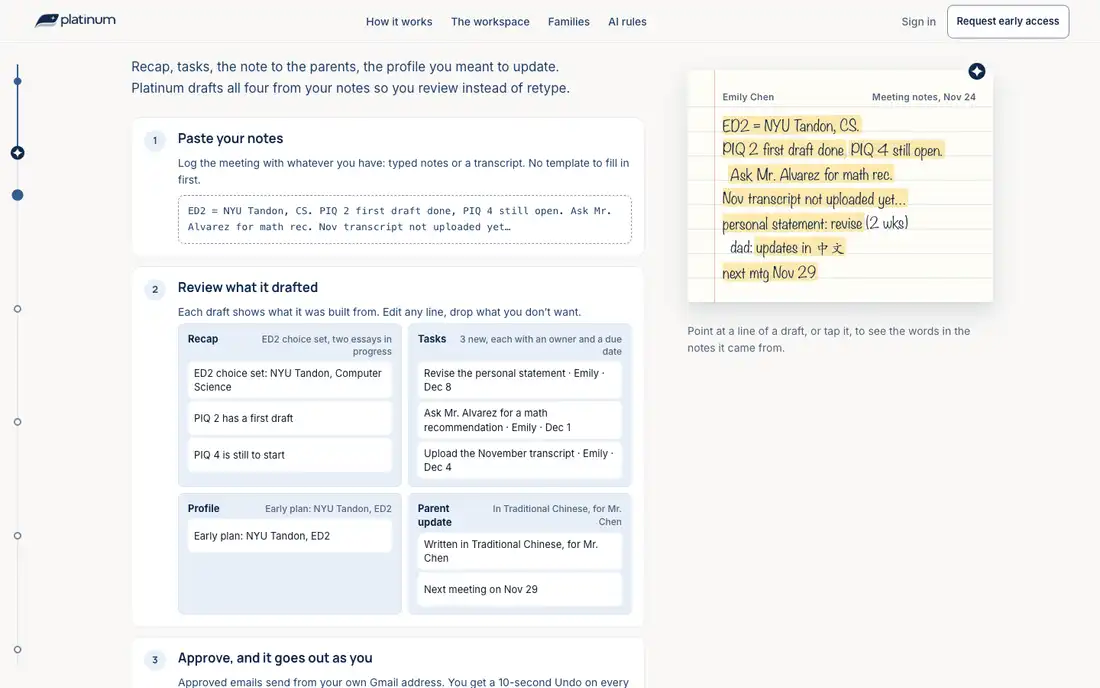 platinum
How it works
The workspace
Families
AI rules
Sign in
Request early access
Recap, tasks, the note to the parents, the profile you meant to update.
Platinum drafts all four from your notes so you review instead of retype.
1
Paste your notes
Log the meeting with whatever you have: typed notes or a transcript. No template to fill in
first.
ED2 = NYU Tandon, CS. PIQ 2 first draft done, PIQ 4 still open. Ask Mr.
Alvarez for math rec. Nov transcript not uploaded yet…
2
Review what it drafted
Each draft shows what it was built from. Edit any line, drop what you don't want.
Recap
ED2 choice set, two essays in
progress
ED2 choice set: NYU Tandon, Computer
Science
PIQ 2 has a first draft
PIQ 4 is still to start
Tasks
3 new, each with an owner and a due
date
Revise the personal statement · Emily ·
Dec 8
Ask Mr. Alvarez for a math
recommendation · Emily · Dec 1
Upload the November transcript · Emily ·
Dec 4
Profile
Early plan: NYU Tandon, ED2
Early plan: NYU Tandon, ED2
Parent
update
In Traditional Chinese, for Mr.
Chen
Written in Traditional Chinese, for Mr.
Chen
Next meeting on Nov 29
3
Approve, and it goes out as you
Approved emails send from your own Gmail address. You get a 10-second Undo on every
Emily Chen
Meeting notes, Nov 24
ED2 = NYU Tandon, CS.
PIQ 2 first draft done, PIQ 4 still open.
Ask Mr. Alvarez for math rec.
Nov transcript not uploaded yet…
personal statement: revise (2 wks)
dad: updates in 中文
next mtg Nov 29
Point at a line of a draft, or tap it, to see the words in the
notes it came from.